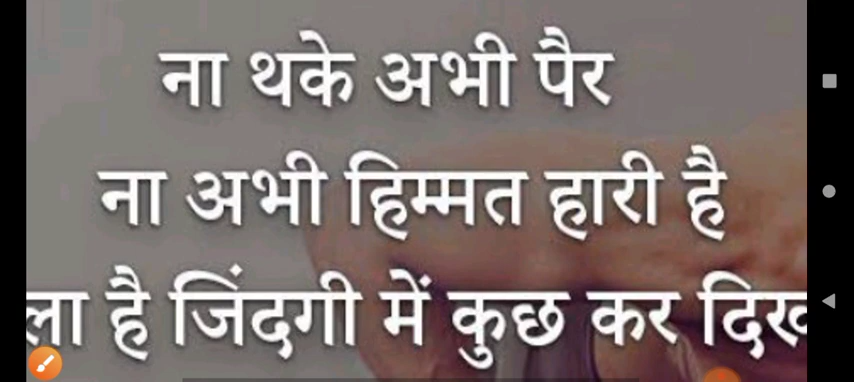 ना थके अभी पैर
ना अभी हिम्मत हारी है
है जिंदगी में कुछ कर